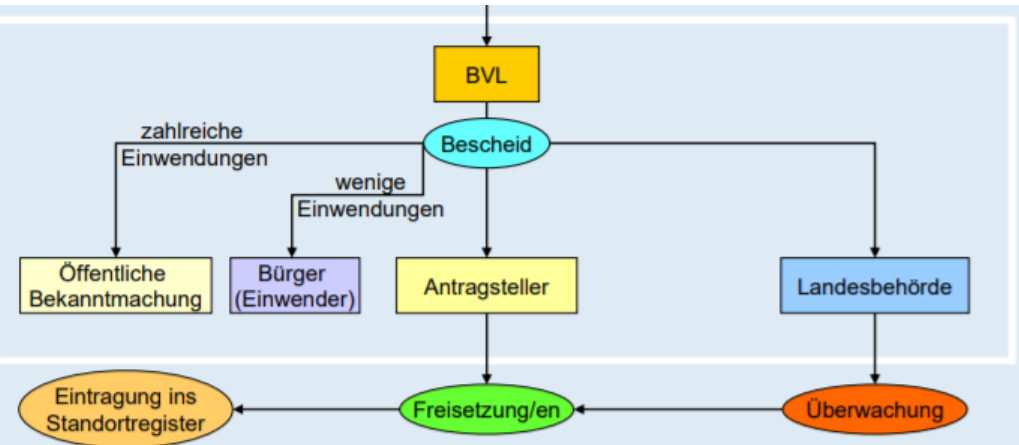 BVL
Bescheid
zahlreiche
Einwendungen
wenige
Einwendungen
Öffentliche
Bekanntmachung
Bürger
(Einwender)
Antragsteller
Landesbehörde
Eintragung ins
Standortregister
Freisetzung/en
Überwachung